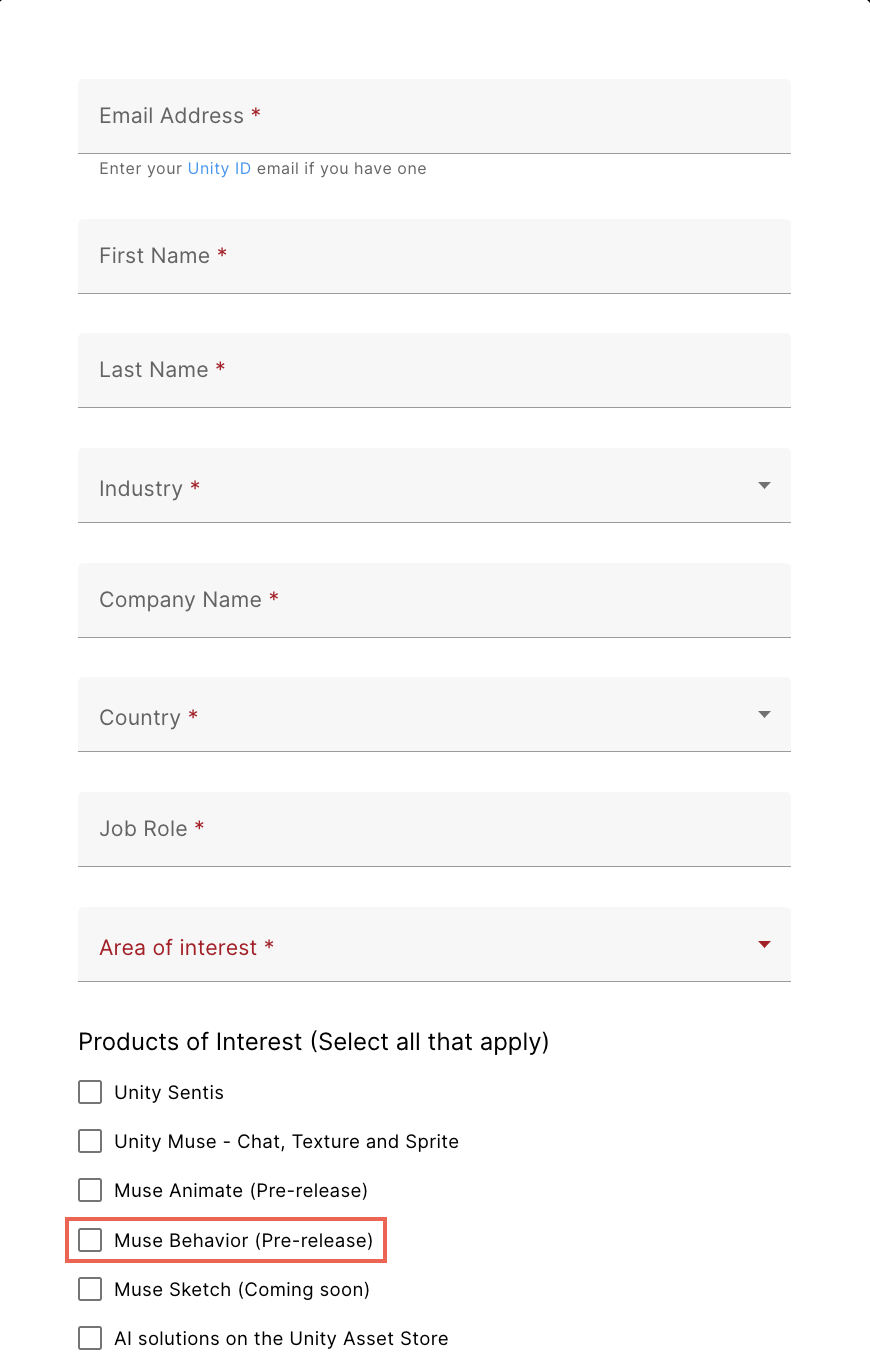 Email Address *
Enter your Unity ID email if you have one
First Name *
Last Name *
Industry *
Company Name *
Country *
Job Role *
Area of interest *
Products of Interest (Select all that apply)
Unity Sentis
Unity Muse - Chat, Texture and Sprite
Muse Animate (Pre-release)
Muse Behavior (Pre-release)
Muse Sketch (Coming soon)
AI solutions on the Unity Asset Store